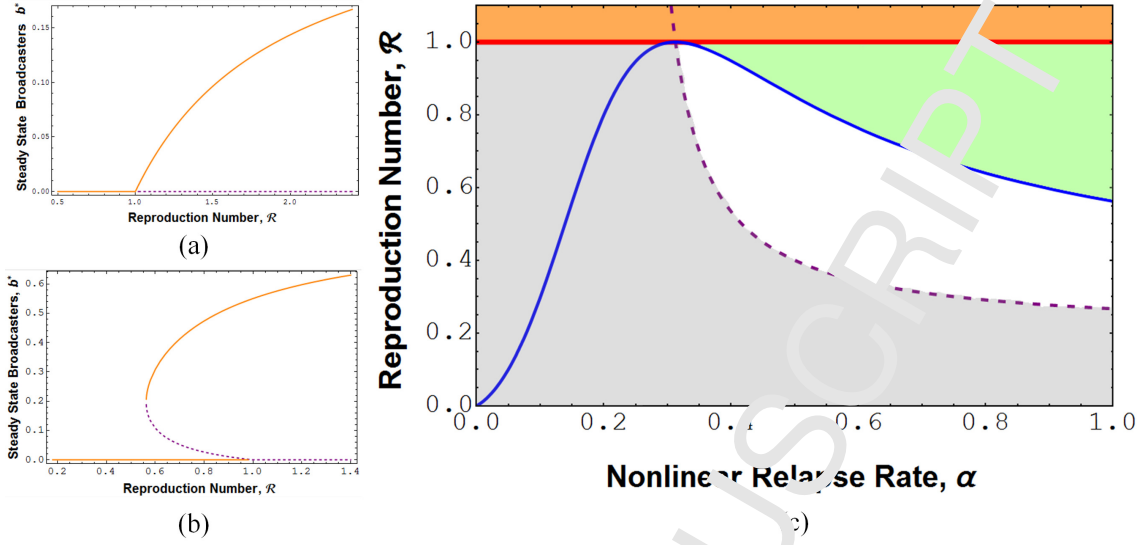 Steady State Broadcasters b*
0.15
0.10
0.05
0.00
0.5 1.0 1.5 2.0
Reproduction Number, ℛ
(a)
Steady State Broadcasters, b*
0.6
0.5
0.4
0.3
0.2
0.1
0.0
0.2 0.4 0.6 0.8 1.0 1.2 1.4
Reproduction Number, ℛ
(b)
Reproduction Number, ℛ
1.0
0.8
0.6
0.4
0.2
0.0
0.0 0.2 0.4 0.6 0.8 1.0
Nonlinear Relapse Rate, α
(c)
USCRIPT